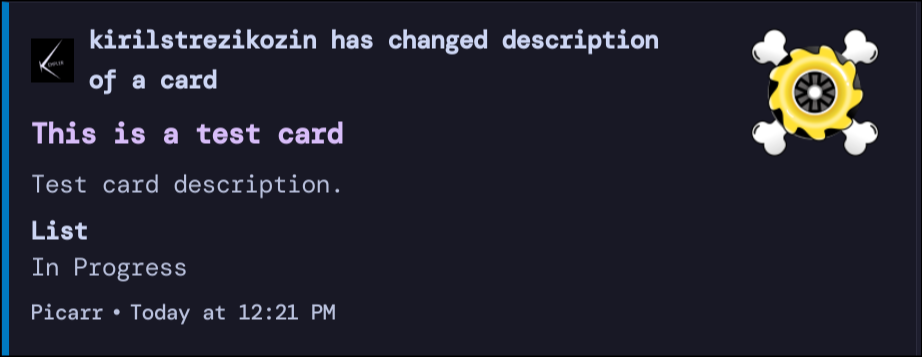 kirilstrezikozin has changed description
of a card
This is a test card
Test card description.
List
In Progress
Picarr • Today at 12:21 PM